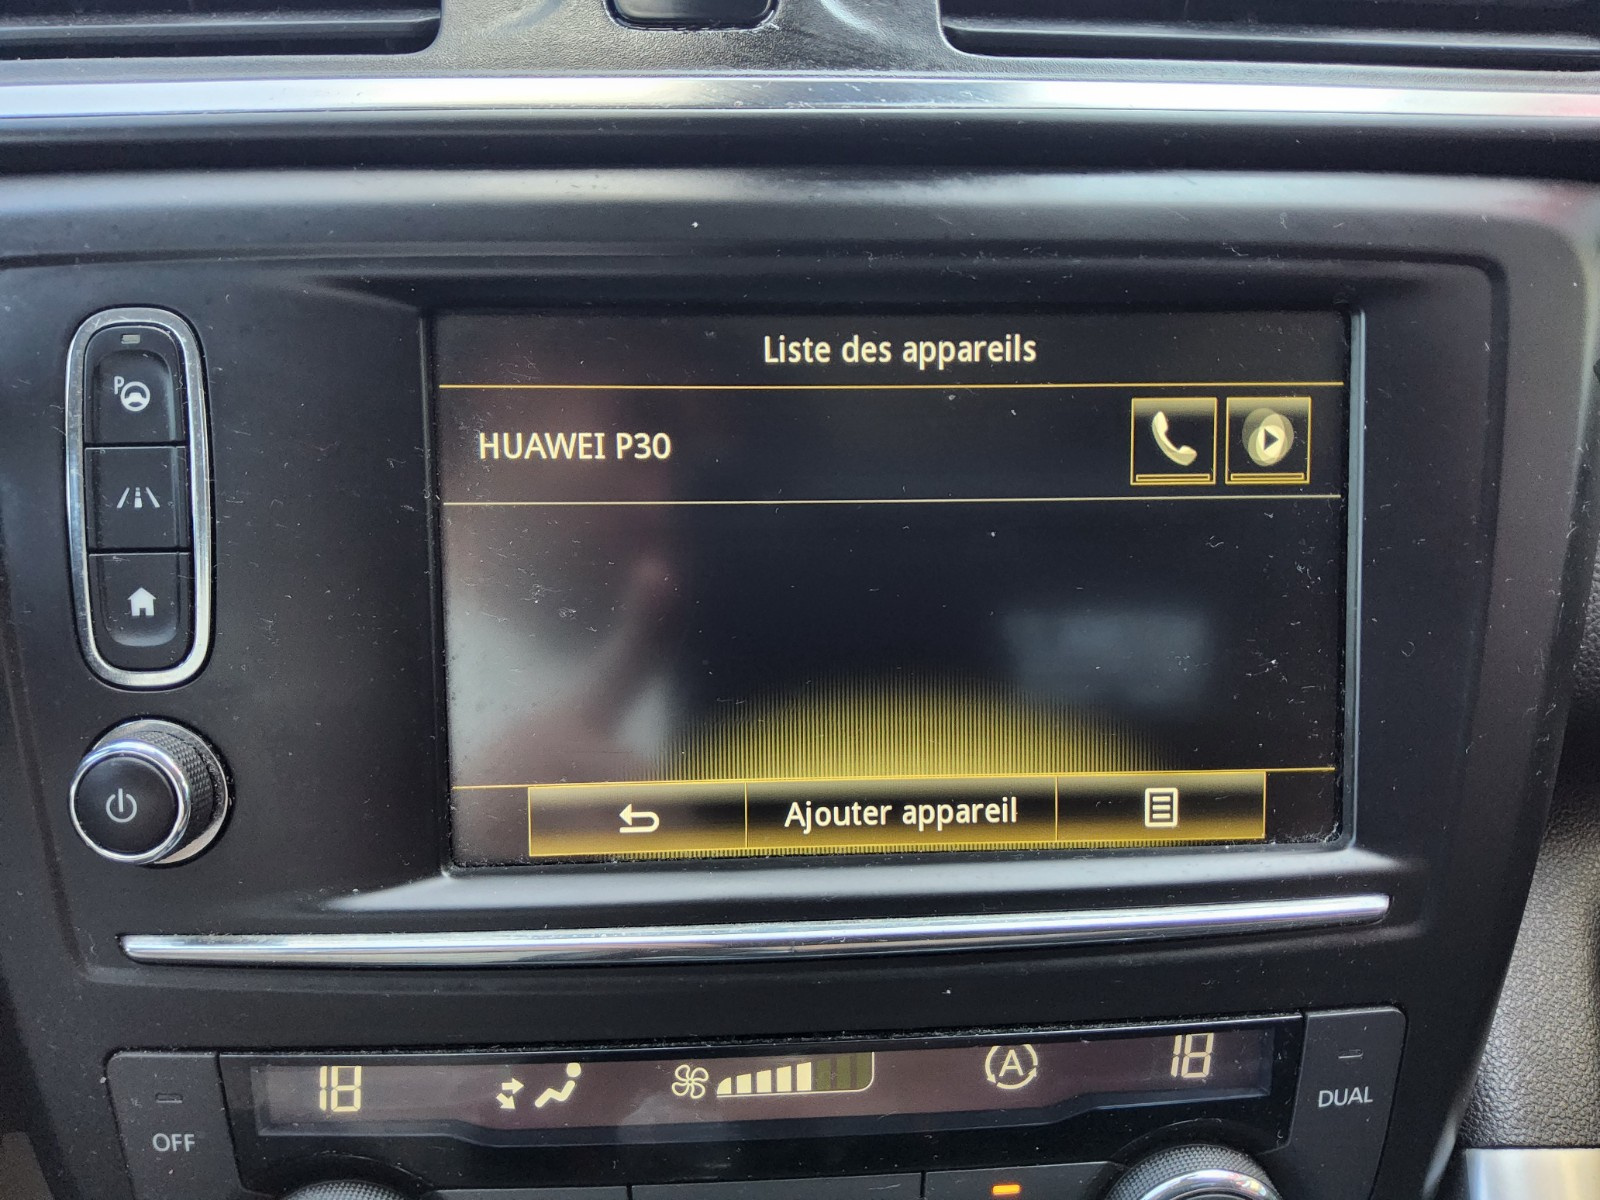 Liste des appareils
HUAWEI P30
P
Ajouter appareil
18
A
18
OFF
DUAL